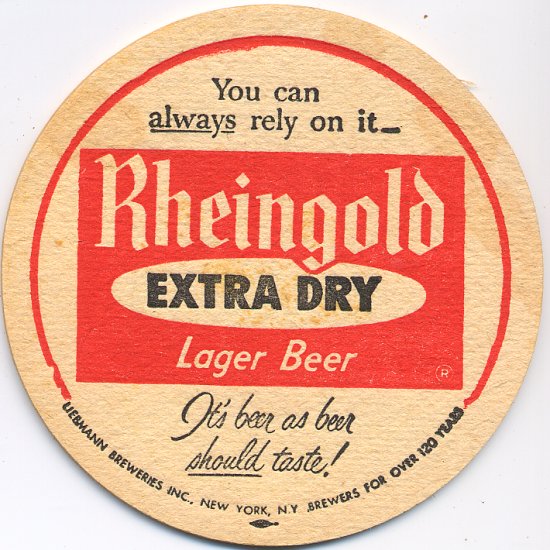 You can
always rely on it_
Rheingold
EXTRA DRY
Lager Beer
®
It's beer as beer
should taste!
LIEBMANN BREWERIES INC., NEW YORK, N.Y. BREWERS FOR OVER 120 YEARS